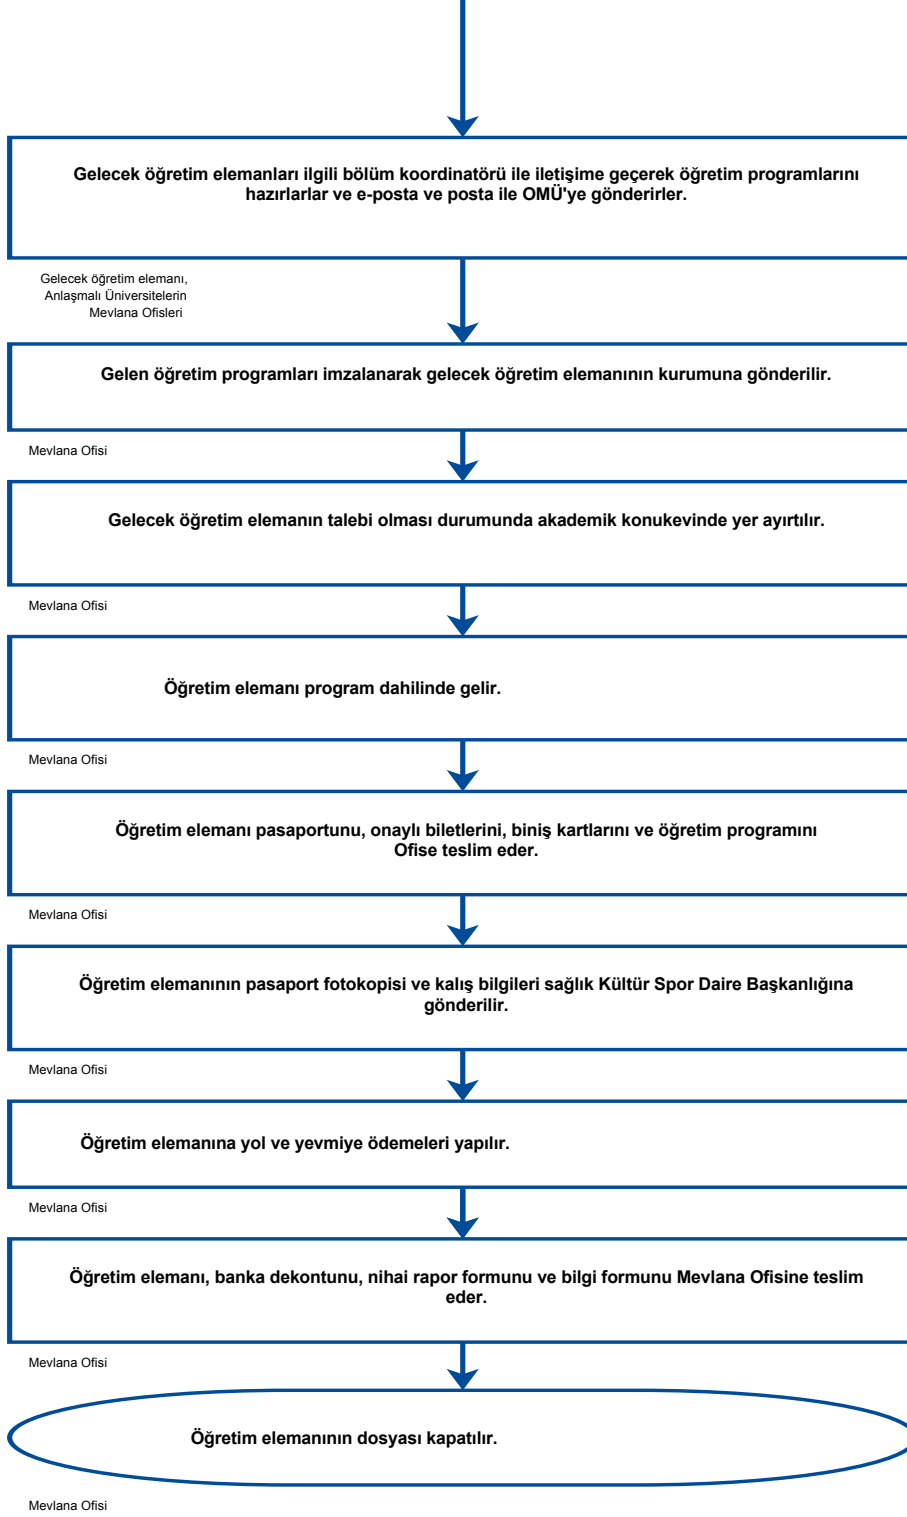 Gelecek öğretim elemanları ilgili bölüm koordinatörü ile iletişime geçerek öğretim programlarını
hazırlarlar ve e-posta ve posta ile OMÜ'ye gönderirler.
Gelecek öğretim elemanı,
Anlaşmalı Üniversitelerin
Mevlana Ofisleri
Gelen öğretim programları imzalanarak gelecek öğretim elemanının kurumuna gönderilir.
Mevlana Ofisi
Gelecek öğretim elemanın talebi olması durumunda akademik konukevinde yer ayırtılır.
Mevlana Ofisi
Öğretim elemanı program dahilinde gelir.
Mevlana Ofisi
Öğretim elemanı pasaportunu, onaylı biletlerini, biniş kartlarını ve öğretim programını
Ofise teslim eder.
Mevlana Ofisi
Öğretim elemanının pasaport fotokopisi ve kalış bilgileri sağlık Kültür Spor Daire Başkanlığına
gönderilir.
Mevlana Ofisi
Öğretim elemanına yol ve yevmiye ödemeleri yapılır.
Mevlana Ofisi
Öğretim elemanı, banka dekontunu, nihai rapor formunu ve bilgi formunu Mevlana Ofisine teslim
eder.
Mevlana Ofisi
Öğretim elemanının dosyası kapatılır.
Mevlana Ofisi